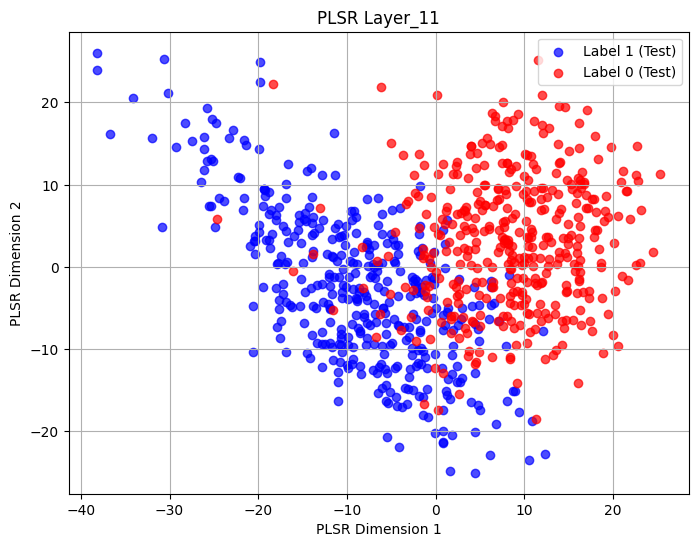 PLSR Layer_11
Label 1 (Test)
Label 0 (Test)
PLSR Dimension 2
20
10
0
−10
−20
−40
−30
−20
−10
0
10
20
PLSR Dimension 1